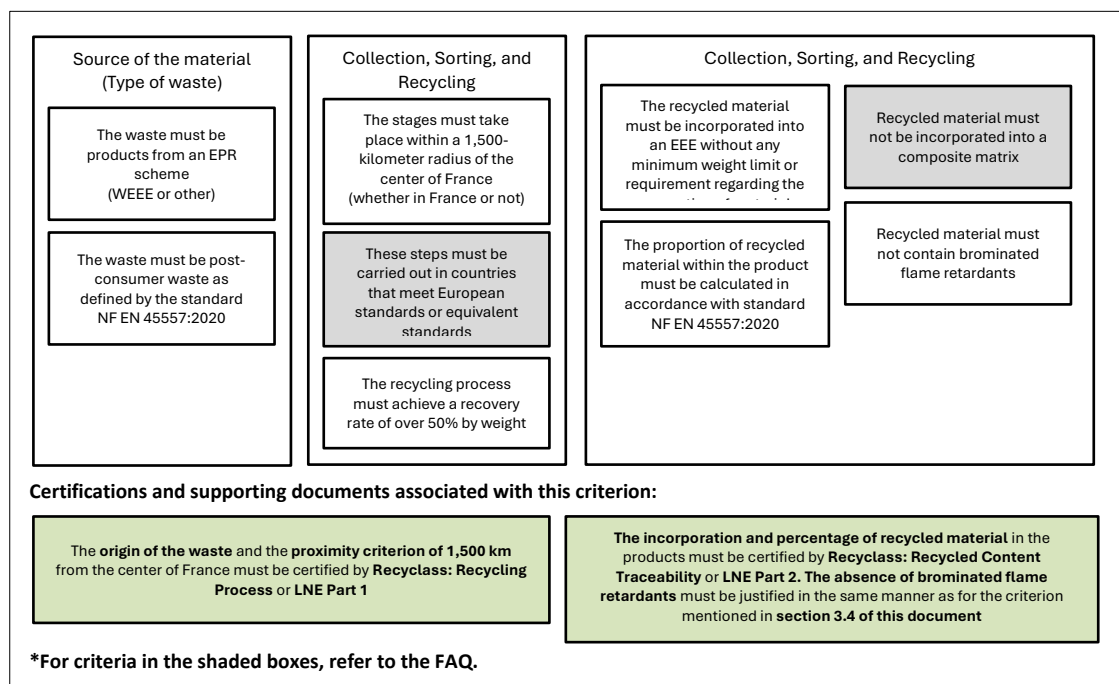 Source of the material
(Type of waste)
The waste must be
products from an EPR
scheme
(WEEE or other)
The waste must be post-
consumer waste as
defined by the standard
NF EN 45557:2020
Collection, Sorting, and
Recycling
The stages must take
place within a 1,500-
kilometer radius of the
center of France
(whether in France or not)
These steps must be
carried out in countries
that meet European
standards or equivalent
standards
The recycling process
must achieve a recovery
rate of over 50% by weight
Collection, Sorting, and Recycling
The recycled material
must be incorporated into
an EEE without any
minimum weight limit or
requirement regarding the
Recycled material must
not be incorporated into a
composite matrix
The proportion of recycled
material within the product
must be calculated in
accordance with standard
NF EN 45557:2020
Recycled material must
not contain brominated
flame retardants
Certifications and supporting documents associated with this criterion:
The origin of the waste and the proximity criterion of 1,500 km
from the center of France must be certified by Recyclass: Recycling
Process or LNE Part 1
The incorporation and percentage of recycled material in the
products must be certified by Recyclass: Recycled Content
Traceability or LNE Part 2. The absence of brominated flame
retardants must be justified in the same manner as for the criterion
mentioned in section 3.4 of this document
*For criteria in the shaded boxes, refer to the FAQ.